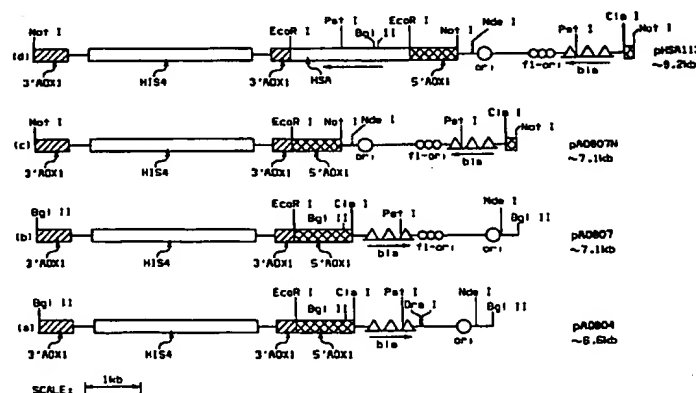 Pst I EcoR I
Not I EcoR I Bgl II Not I Nde I Cla I Not I
Pst I
(d) pHSA113
3'AOX1 HIS4 3'AOX1 HSA 5'AOX1 ori f1-ori bla ~9.2kb
Not I EcoR I Not I Nde I Pst I Cla I Not I
(c) pAO807N
3'AOX1 HIS4 3'AOX1 5'AOX1 ori f1-ori bla ~7.1kb
Bgl II EcoR I Bgl II Cla I Pst I Nde I Bgl II
(b) pAO807
3'AOX1 HIS4 3'AOX1 5'AOX1 bla f1-ori ori ~7.1kb
Bgl II EcoR I Bgl II Cla I Pst I Dra I Nde I Bgl II
(a) pAO804
3'AOX1 HIS4 3'AOX1 5'AOX1 bla ori ~6.6kb
SCALE: 1kb